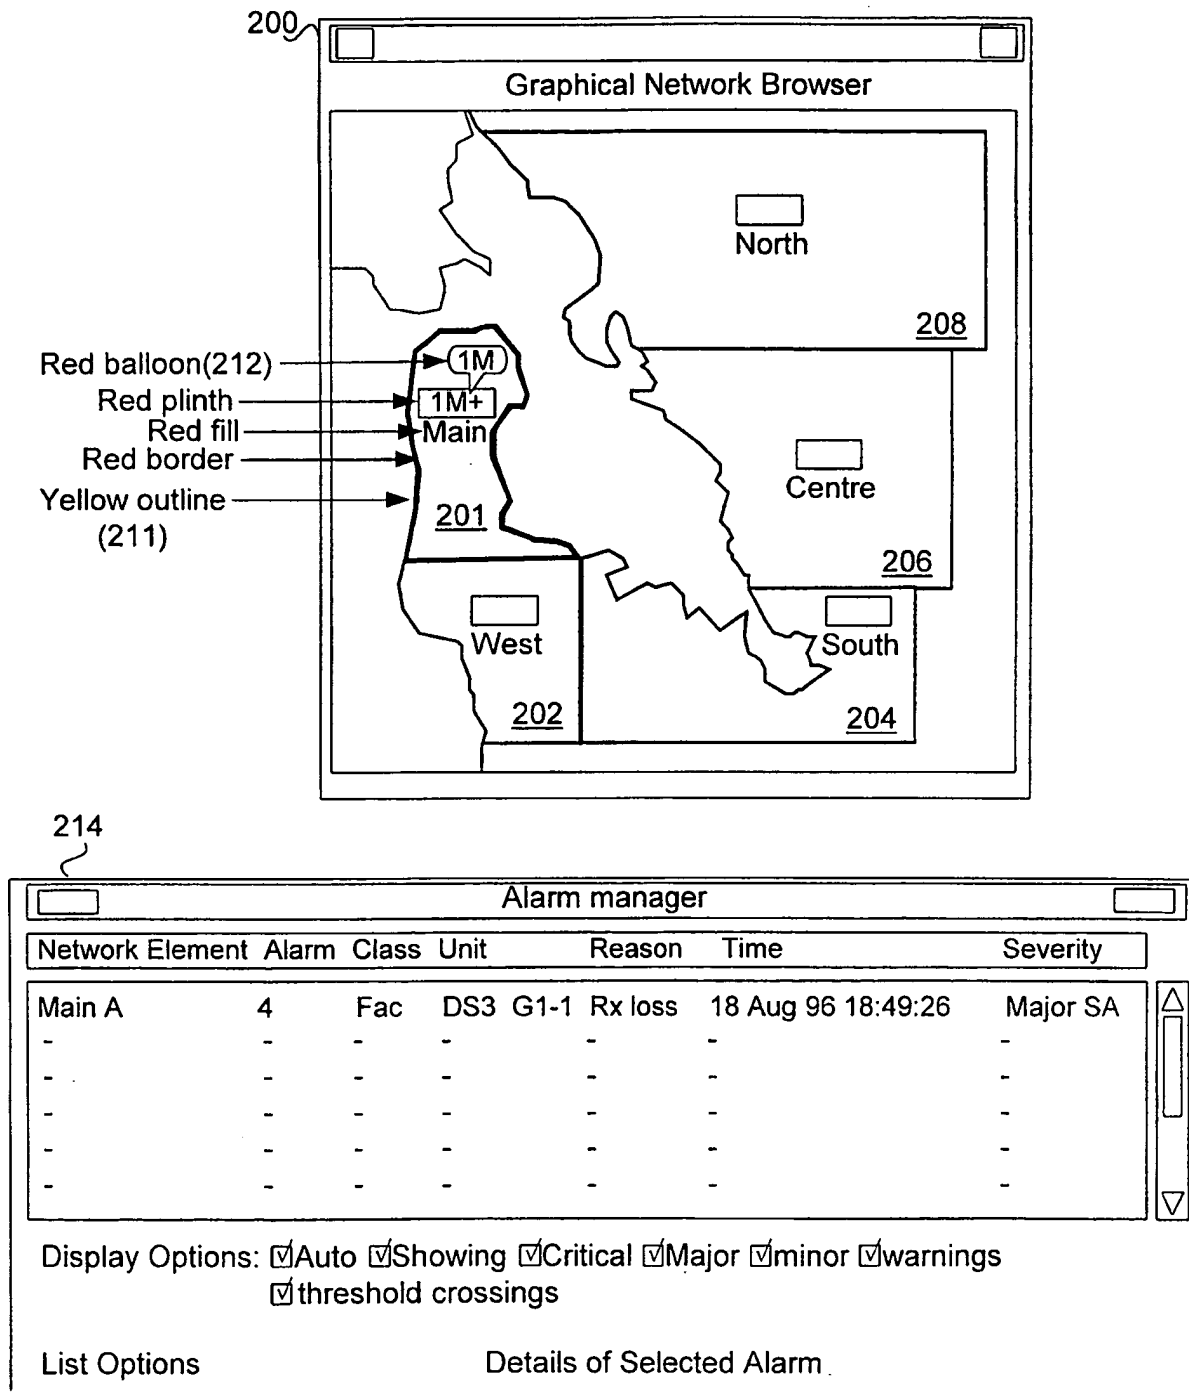 200
Graphical Network Browser
North
208
Red balloon(212)
1M
Red plinth
1M+
Red fill
Main
Red border
Yellow outline
(211)
201
Centre
206
West
202
South
204
214
Alarm manager
Network Element Alarm Class Unit Reason Time Severity
Main A 4 Fac DS3 G1-1 Rx loss 18 Aug 96 18:49:26 Major SA
- - - - - - -
- - - - - - -
- - - - - - -
- - - - - - -
- - - - - - -
Display Options: ☑Auto ☑Showing ☑Critical ☑Major ☑minor ☑warnings
☑threshold crossings
List Options Details of Selected Alarm